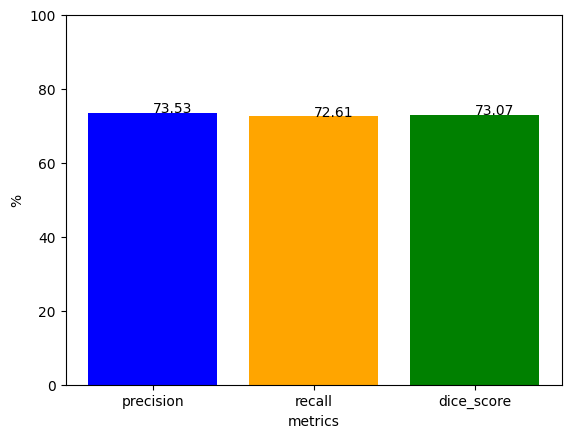 100
80
60
40
20
0
%
73.53
72.61
73.07
precision
recall
dice_score
metrics